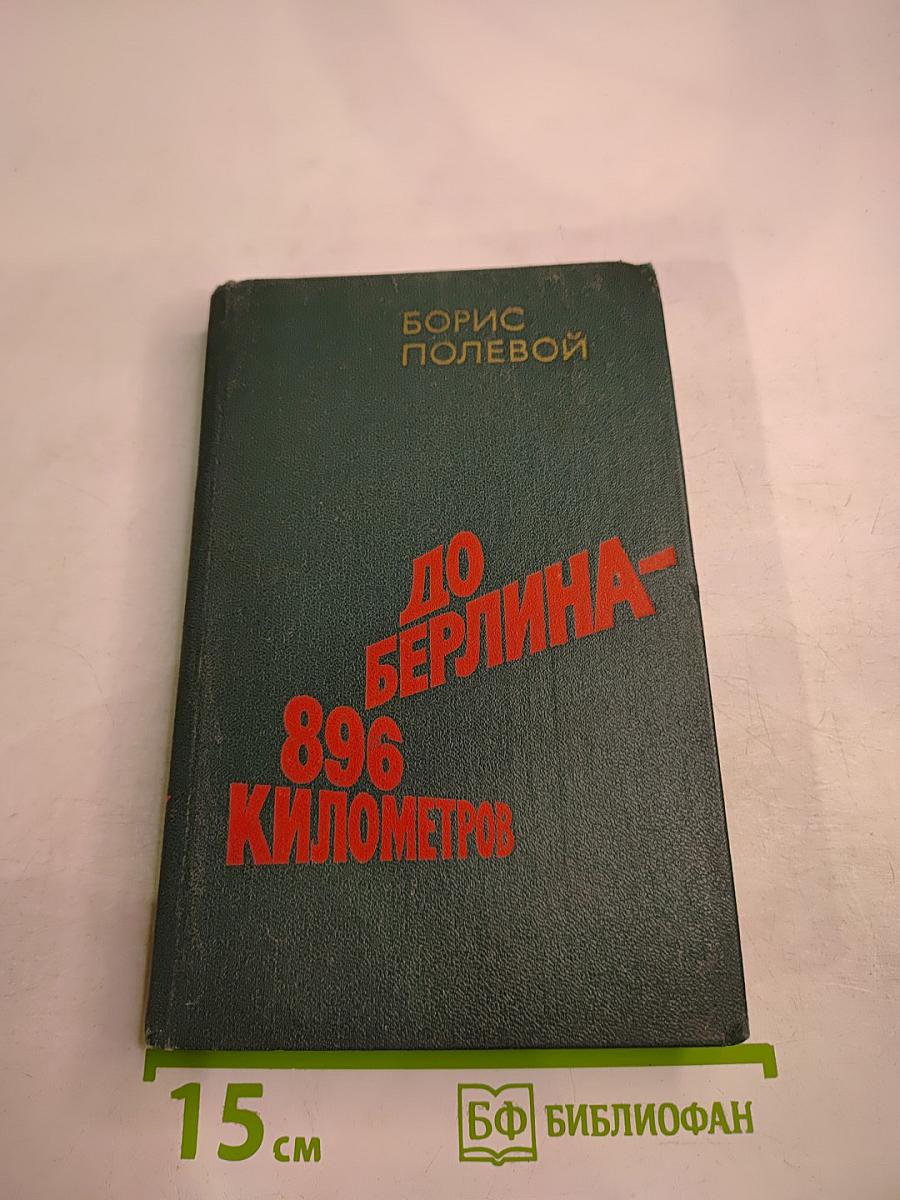 БОРИС
ПОЛЕВОЙ
ДО
БЕРЛИНА-
896
КИЛОМЕТРОВ
15 см
БФ БИБЛИОФАН